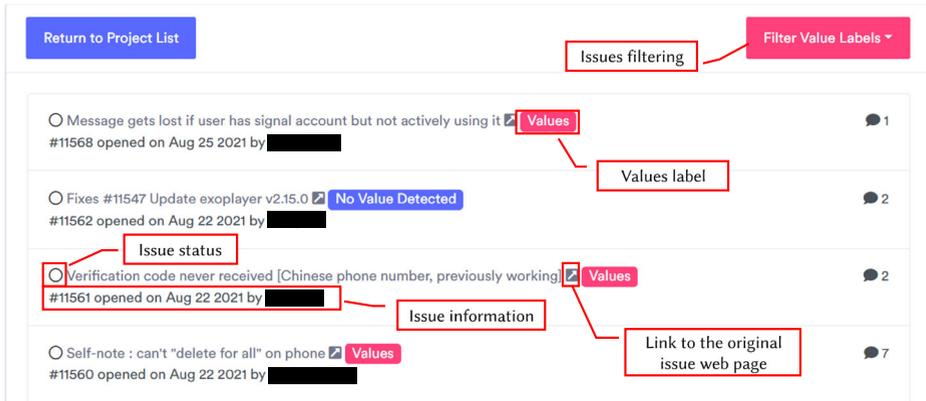 Return to Project List
Filter Value Labels
Issues filtering
Message gets lost if user has signal account but not actively using it Values 1
#11568 opened on Aug 25 2021 by
Values label
Fixes #11547 Update exoplayer v2.15.0 No Value Detected 2
#11562 opened on Aug 22 2021 by
Issue status
Verification code never received [Chinese phone number, previously working] Values 2
#11561 opened on Aug 22 2021 by
Issue information
Link to the original
issue web page
Self-note : can't "delete for all" on phone Values 7
#11560 opened on Aug 22 2021 by